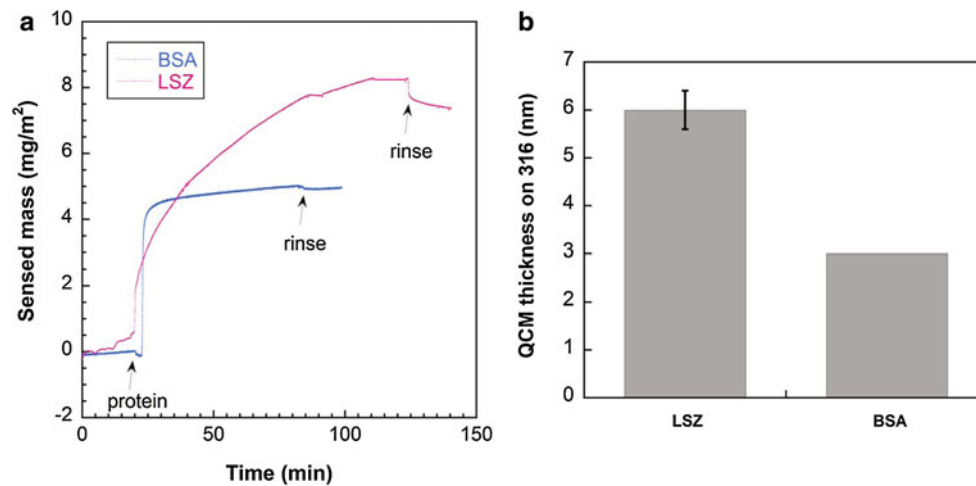 a
10
8
6
4
2
0
-2
Sensed mass (mg/m²)
BSA
LSZ
rinse
rinse
protein
0
50
100
150
Time (min)
b
7
6
5
4
3
2
1
0
QCM thickness on 316 (nm)
LSZ
BSA